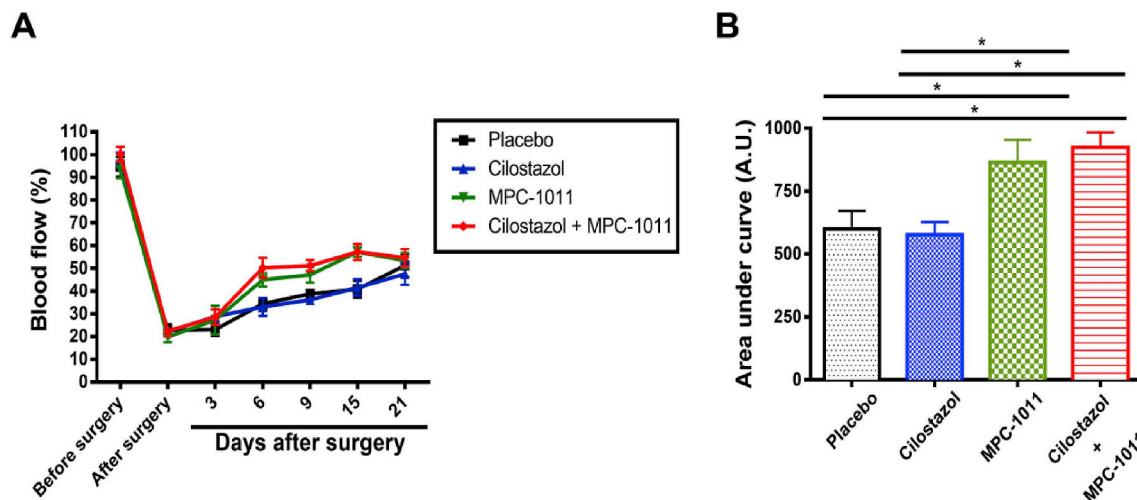 A
Blood flow (%)
110
100
90
80
70
60
50
40
30
20
10
0
Before surgery
After surgery
3
6
9
15
21
Days after surgery
Placebo
Cilostazol
MPC-1011
Cilostazol + MPC-1011
B
*
*
*
*
Area under curve (A.U.)
1000
750
500
250
0
Placebo
Cilostazol
MPC-1011
Cilostazol
+
MPC-1011